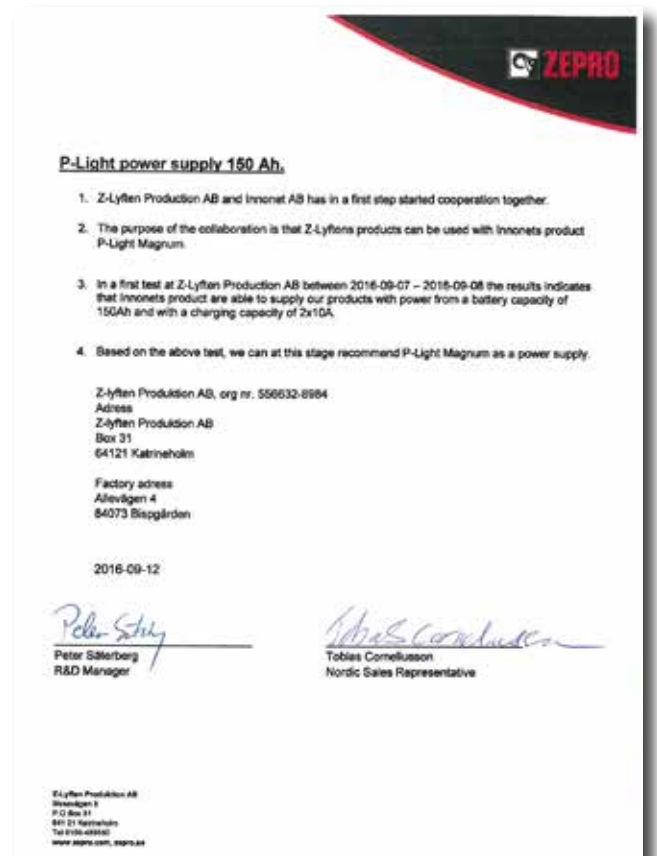 ZEPRO
P-Light power supply 150 Ah.
1. Z-Lyften Production AB and Innonet AB has in a first step started cooperation together.
2. The purpose of the collaboration is that Z-Lyftens products can be used with Innonets product
P-Light Magnum.
3. In a first test at Z-Lyften Production AB between 2016-09-07 – 2016-09-08 the results indicates
that Innonets product are able to supply our products with power from a battery capacity of
150Ah and with a charging capacity of 2x10A.
4. Based on the above test, we can at this stage recommend P-Light Magnum as a power supply.
Z-lyften Produktion AB, org nr. 556632-8984
Adress
Z-lyften Produktion AB
Box 31
64121 Katrineholm
Factory adress
Allevägen 4
84073 Bispgården
2016-09-12
Peter Säterberg
Tobias Corneliusson
R&D Manager
Nordic Sales Representative
Z-Lyften Produktion AB
P.O Box 31
641 21 Katrineholm
www.zepro.com, zepro.se